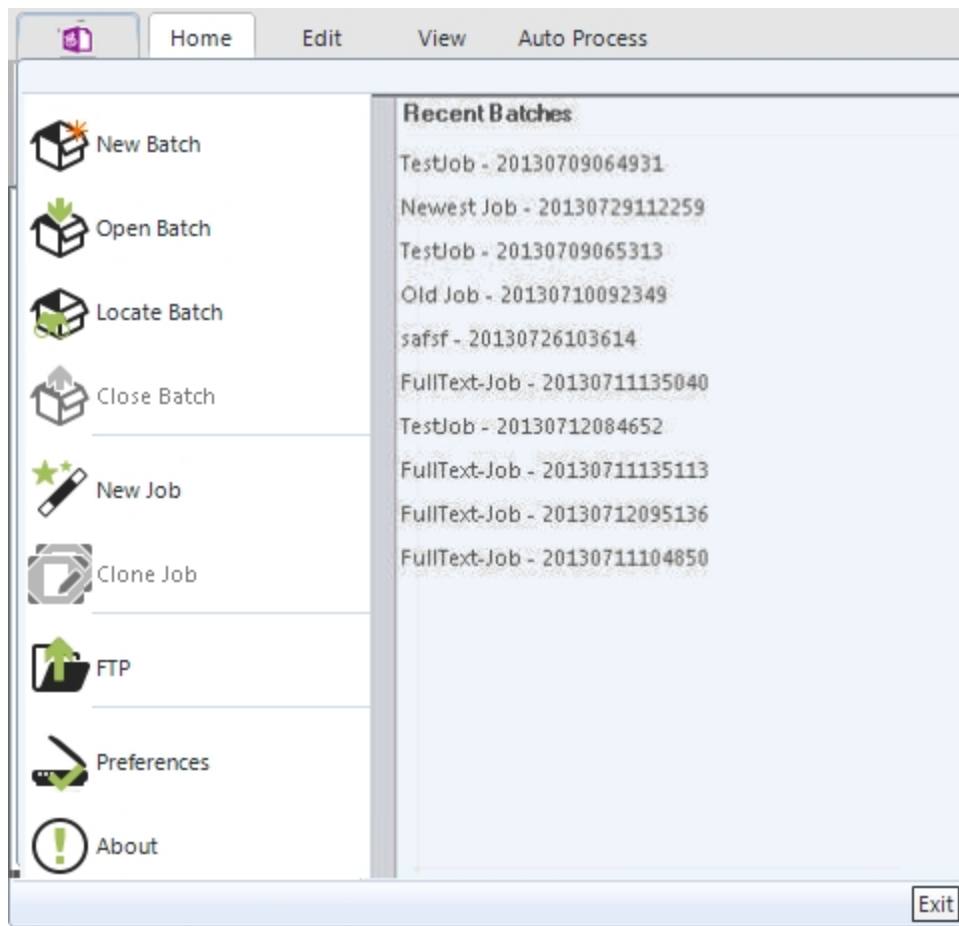 Home Edit View Auto Process
New Batch
Open Batch
Locate Batch
Close Batch
New Job
Clone Job
FTP
Preferences
About
Recent Batches
TestJob - 20130709064931
Newest Job - 20130729112259
TestJob - 20130709065313
Old Job - 20130710092349
safsf - 20130726103614
FullText-Job - 20130711135040
TestJob - 20130712084652
FullText-Job - 20130711135113
FullText-Job - 20130712095136
FullText-Job - 20130711104850
Exit